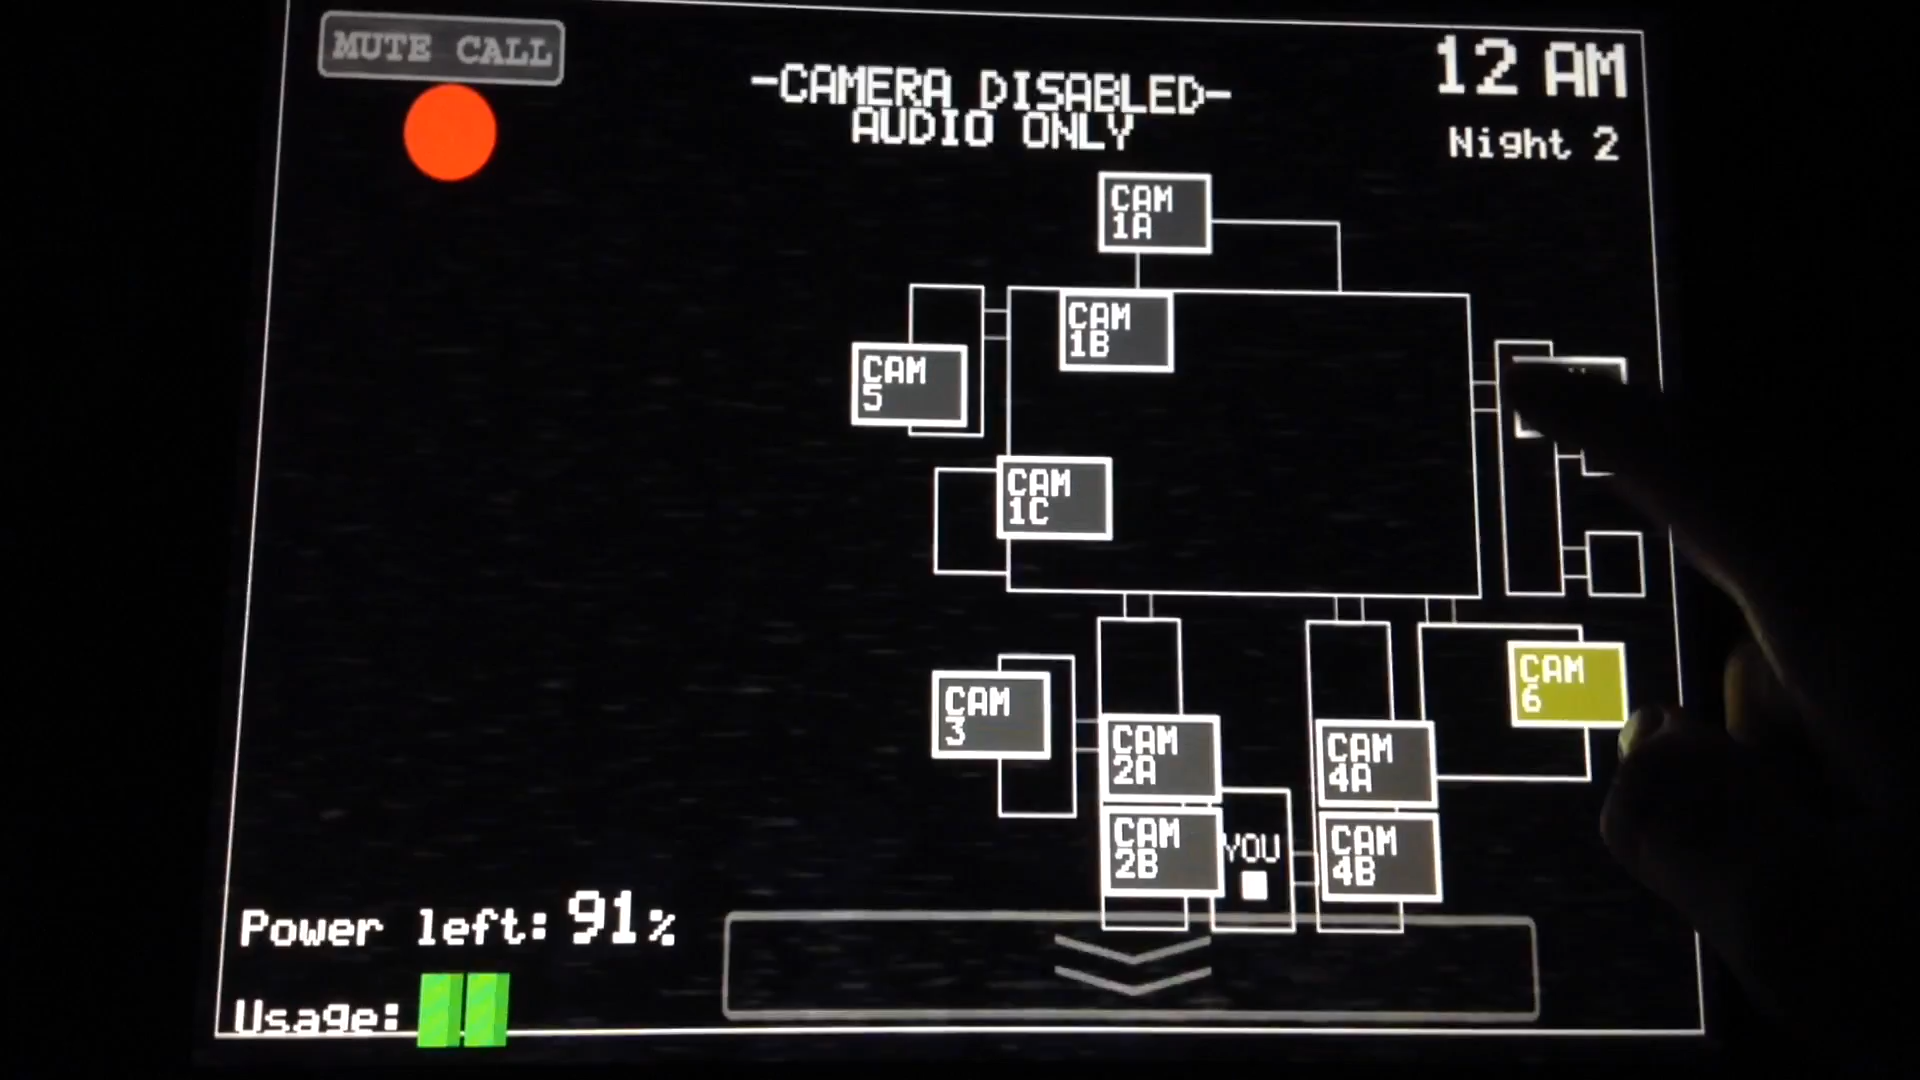 MUTE CALL
-CAMERA DISABLED-
AUDIO ONLY
12 AM
Night 2
CAM
1A
CAM
1B
CAM
5
CAM
1C
CAM
6
CAM
3
CAM
2A
CAM
4A
CAM
2B
YOU
CAM
4B
Power left: 91%
Usage: